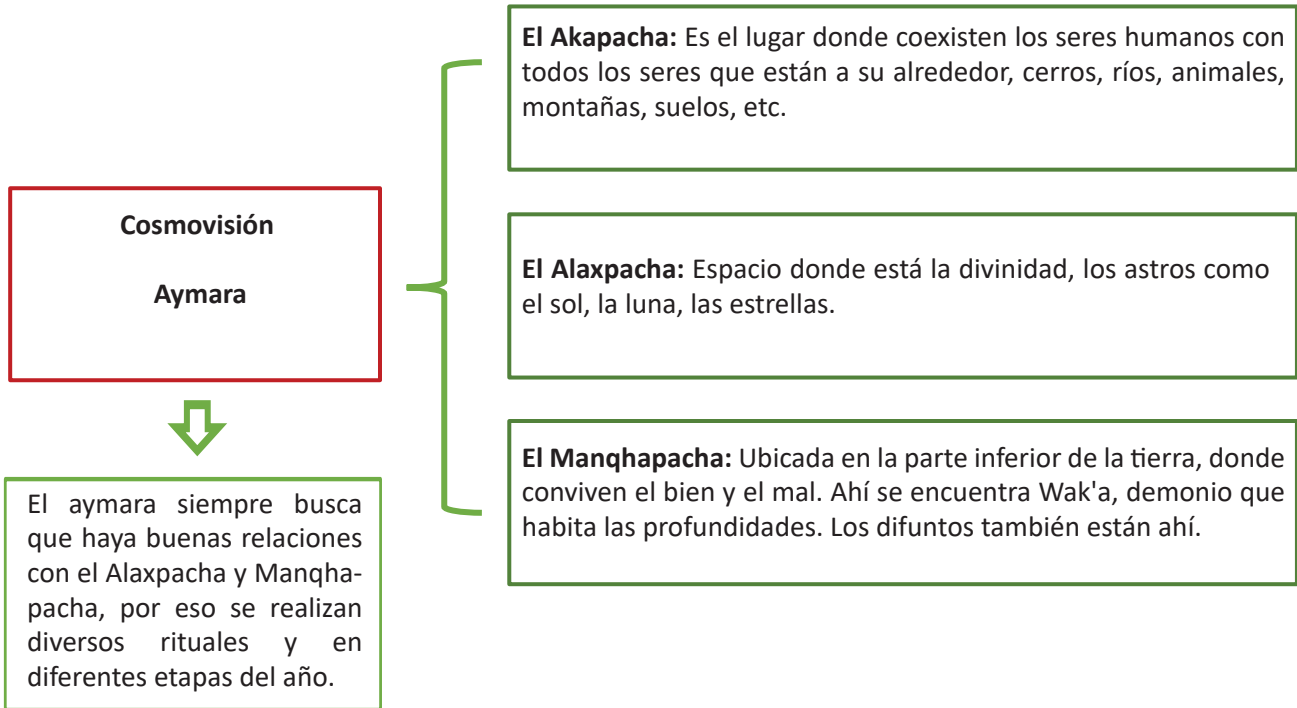 Cosmovisión
Aymara
El aymara siempre busca
que haya buenas relaciones
con el Alaxpacha y Manqha-
pacha, por eso se realizan
diversos rituales y en
diferentes etapas del año.
El Akapacha: Es el lugar donde coexisten los seres humanos con
todos los seres que están a su alrededor, cerros, ríos, animales,
montañas, suelos, etc.
El Alaxpacha: Espacio donde está la divinidad, los astros como
el sol, la luna, las estrellas.
El Manqhapacha: Ubicada en la parte inferior de la tierra, donde
conviven el bien y el mal. Ahí se encuentra Wak'a, demonio que
habita las profundidades. Los difuntos también están ahí.